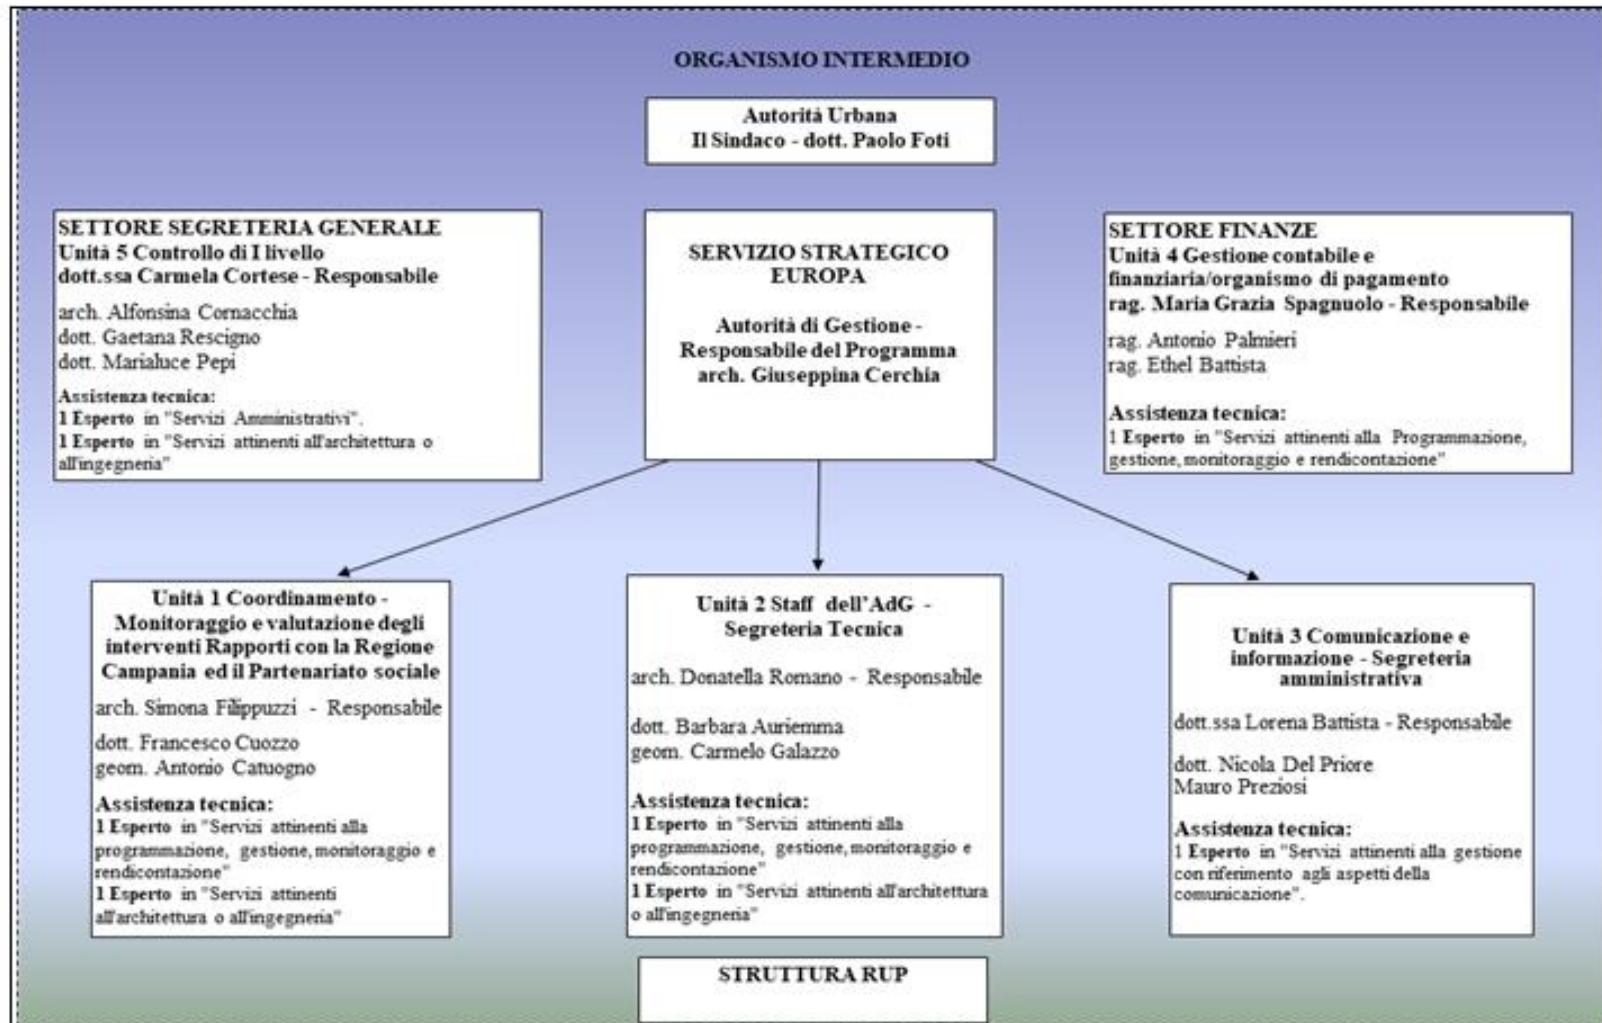 ORGANISMO INTERMEDIO
Autorità Urbana
Il Sindaco - dott. Paolo Foti
SETTORE SEGRETERIA GENERALE
Unità 5 Controllo di I livello
dott.ssa Carmela Cortese - Responsabile
arch. Alfonsina Cornacchia
dott. Gaetana Rescigno
dott. Marialuce Pepi
Assistenza tecnica:
1 Esperto in "Servizi Amministrativi".
1 Esperto in "Servizi attinenti all'architettura o
all'ingegneria"
SERVIZIO STRATEGICO
EUROPA
Autorità di Gestione -
Responsabile del Programma
arch. Giuseppina Cerchia
SETTORE FINANZE
Unità 4 Gestione contabile e
finanziaria/organismo di pagamento
rag. Maria Grazia Spagnuolo - Responsabile
rag. Antonio Palmieri
rag. Ethel Battista
Assistenza tecnica:
1 Esperto in "Servizi attinenti alla Programmazione,
gestione, monitoraggio e rendicontazione"
Unità 1 Coordinamento -
Monitoraggio e valutazione degli
interventi Rapporti con la Regione
Campania ed il Partenariato sociale
arch. Simona Filippuzzi - Responsabile
dott. Francesco Cuozzo
geom. Antonio Catuogno
Assistenza tecnica:
1 Esperto in "Servizi attinenti alla
programmazione, gestione, monitoraggio e
rendicontazione"
1 Esperto in "Servizi attinenti
all'architettura o all'ingegneria"
Unità 2 Staff dell'AdG -
Segreteria Tecnica
arch. Donatella Romano - Responsabile
dott. Barbara Auriemma
geom. Carmelo Galazzo
Assistenza tecnica:
1 Esperto in "Servizi attinenti alla
programmazione, gestione, monitoraggio e
rendicontazione"
1 Esperto in "Servizi attinenti all'architettura
o all'ingegneria"
Unità 3 Comunicazione e
informazione - Segreteria
amministrativa
dott.ssa Lorena Battista - Responsabile
dott. Nicola Del Priore
Mauro Preziosi
Assistenza tecnica:
1 Esperto in "Servizi attinenti alla gestione
con riferimento agli aspetti della
comunicazione".
STRUTTURA RUP